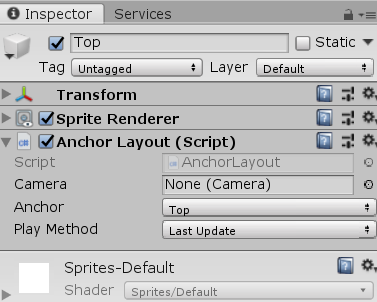 Inspector Services
Top Static
Tag Untagged Layer Default
Transform
Sprite Renderer
Anchor Layout (Script)
Script AnchorLayout
Camera None (Camera)
Anchor Top
Play Method Last Update
Sprites-Default
Shader Sprites/Default